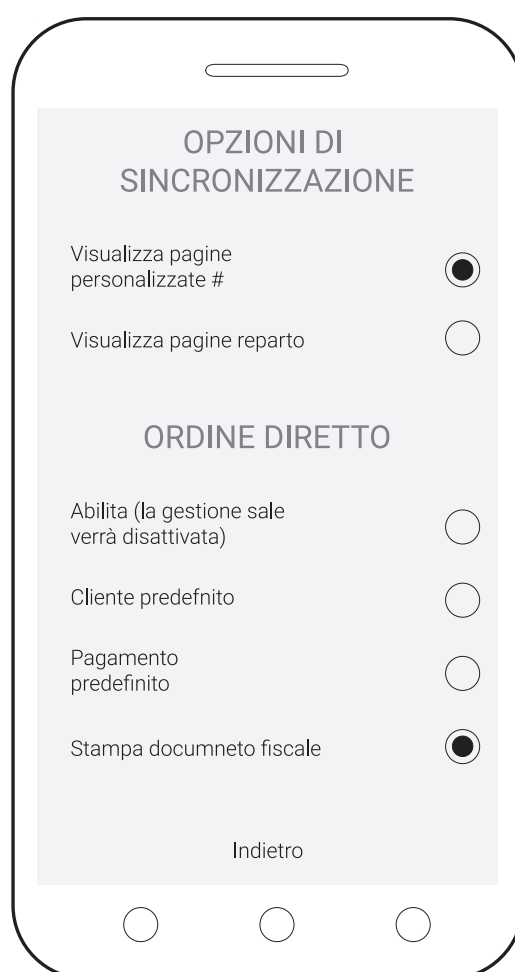 OPZIONI DI
SINCRONIZZAZIONE
Visualizza pagine
personalizzate #
Visualizza pagine reparto
ORDINE DIRETTO
Abilita (la gestione sale
verrà disattivata)
Cliente predefnito
Pagamento
predefinito
Stampa documneto fiscale
Indietro